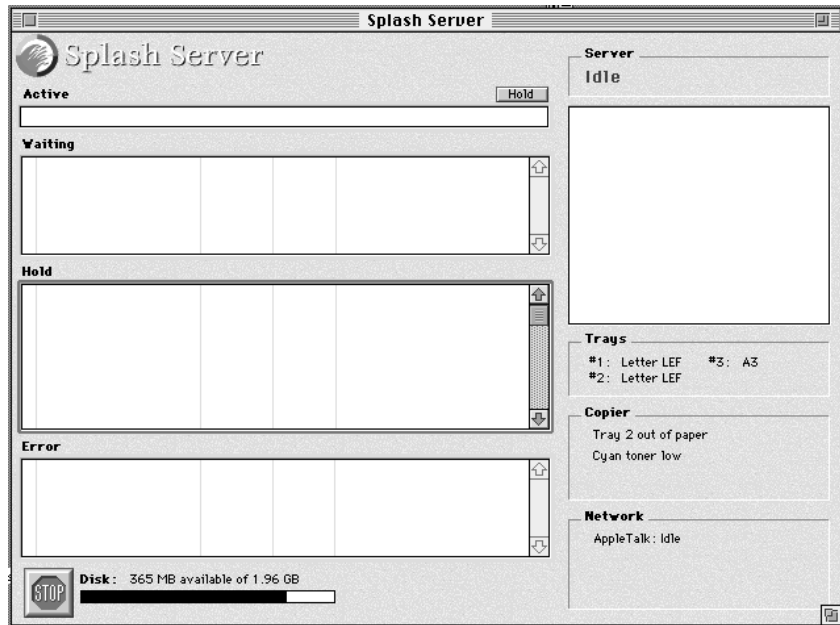 Splash Server
Splash Server
Active
Hold
Waiting
Hold
Error
STOP
Disk: 365 MB available of 1.96 GB
Server
Idle
Trays
#1: Letter LEF #3: A3
#2: Letter LEF
Copier
Tray 2 out of paper
Cyan toner low
Network
AppleTalk: Idle